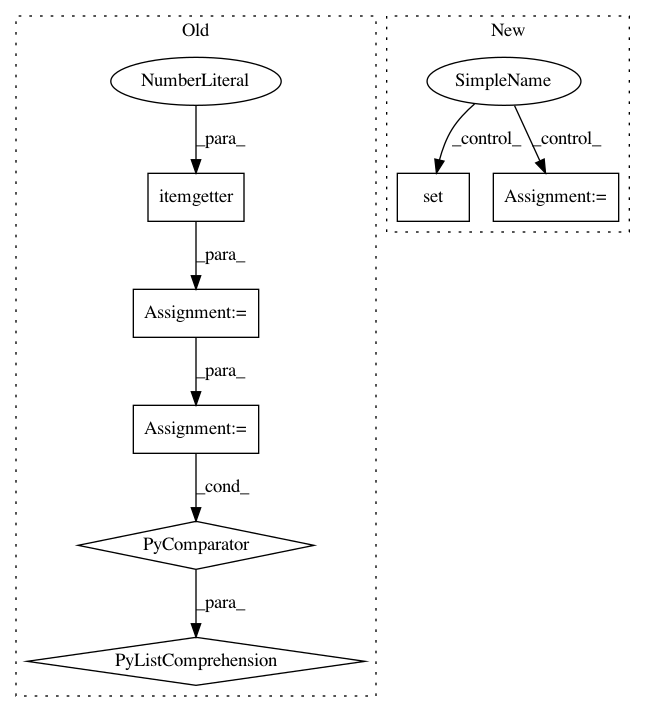 Old
New
NumberLiteral
SimpleName
_para_
_control_
_control_
itemgetter
set
Assignment:=
_para_
Assignment:=
_para_
Assignment:=
_cond_
PyComparator
_para_
PyListComprehension